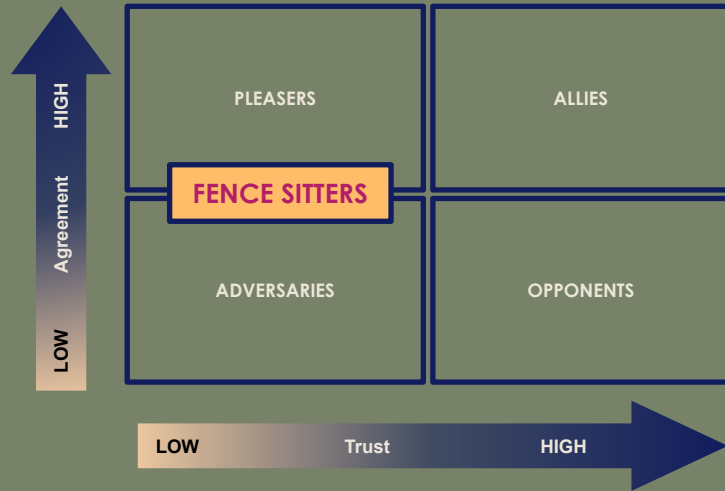 HIGH
Agreement
LOW
PLEASERS
ALLIES
FENCE SITTERS
ADVERSARIES
OPPONENTS
LOW
Trust
HIGH